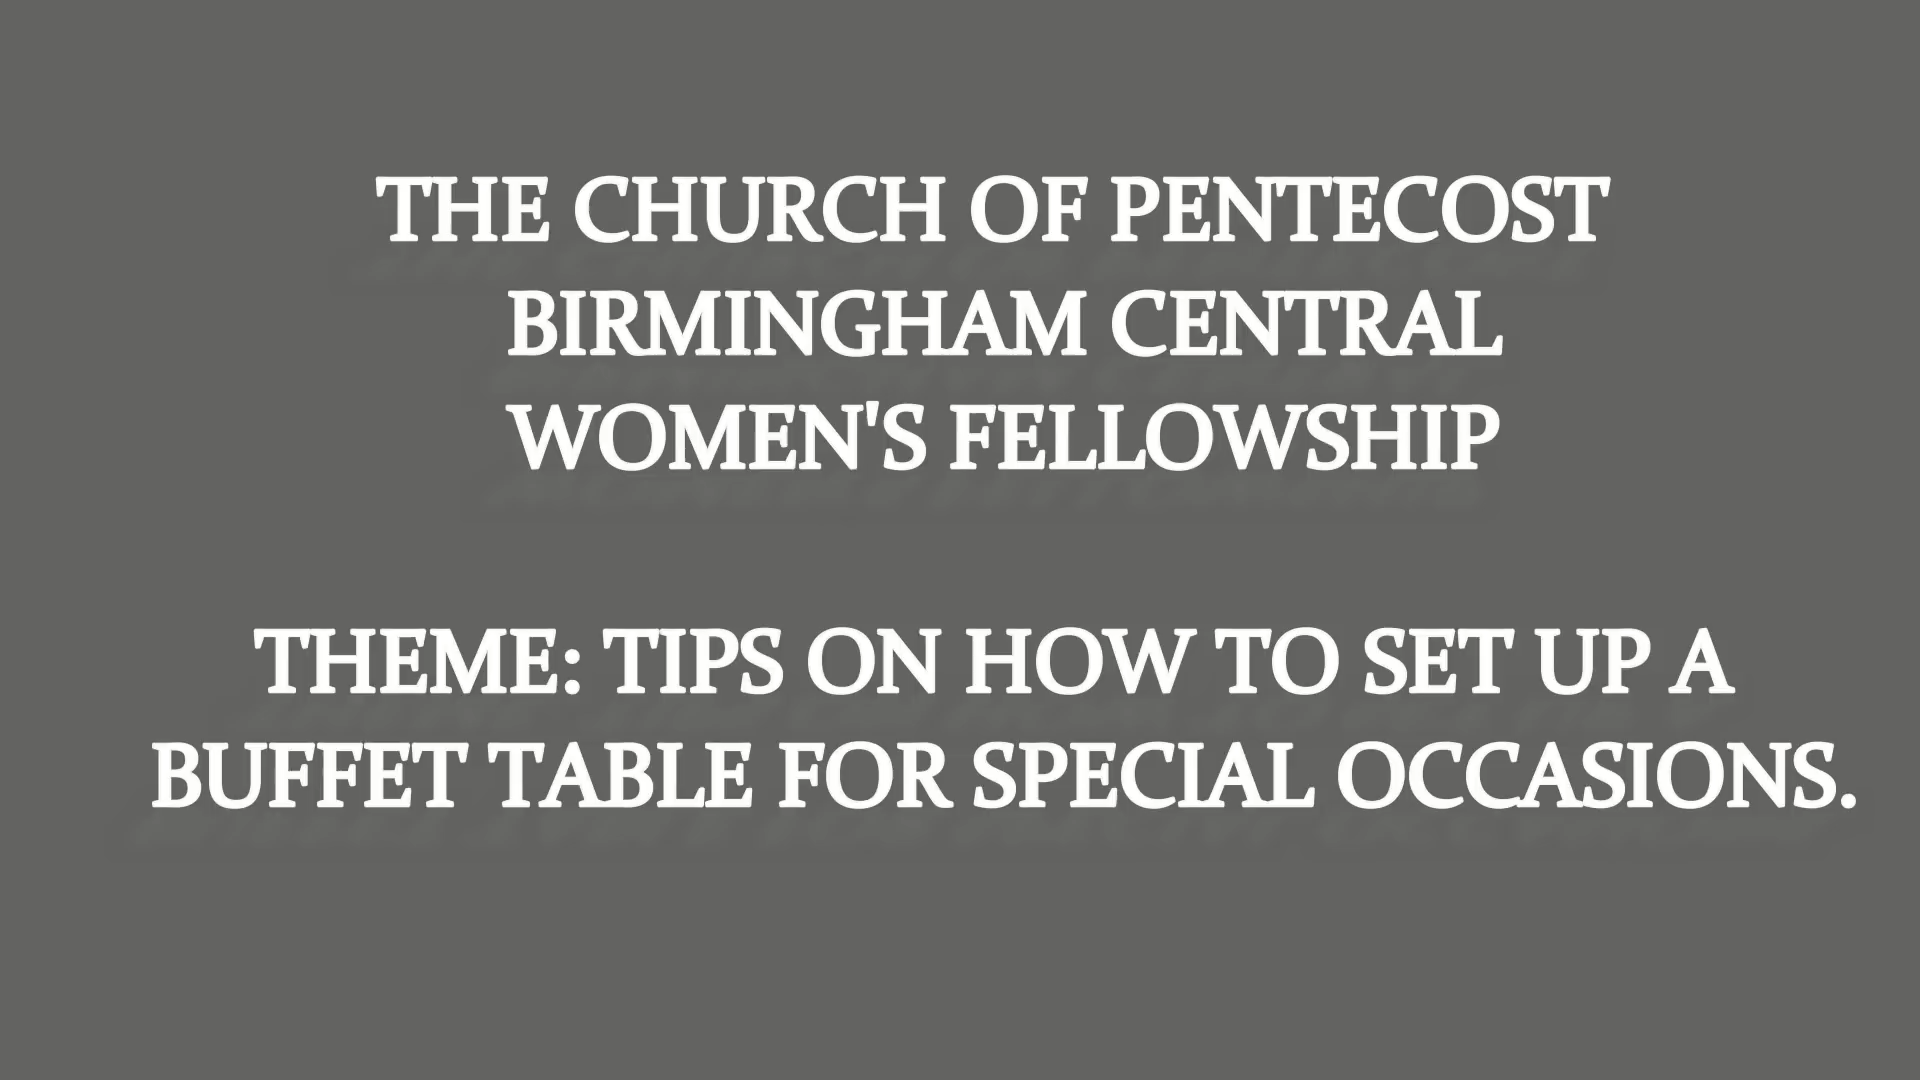 THE CHURCH OF PENTECOST
BIRMINGHAM CENTRAL
WOMEN'S FELLOWSHIP
THEME: TIPS ON HOW TO SET UP A
BUFFET TABLE FOR SPECIAL OCCASIONS.